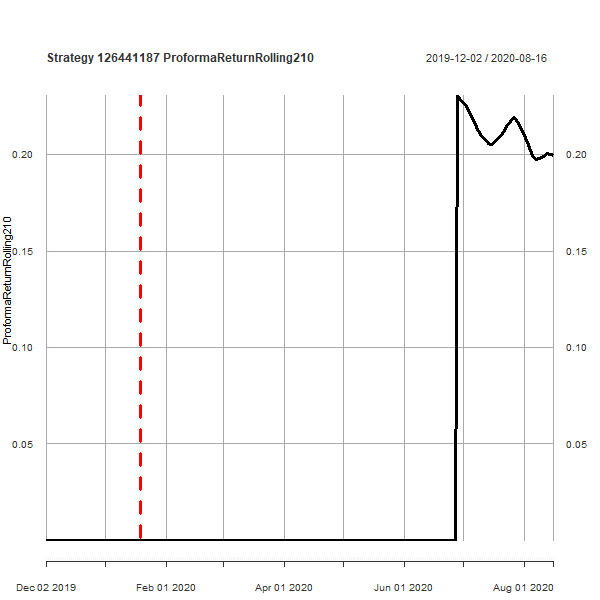 Strategy 126441187 ProformaReturnRolling210
2019-12-02 / 2020-08-16
ProformaReturnRolling210
0.20
0.20
0.15
0.15
0.10
0.10
0.05
0.05
Dec 02 2019
Feb 01 2020
Apr 01 2020
Jun 01 2020
Aug 01 2020